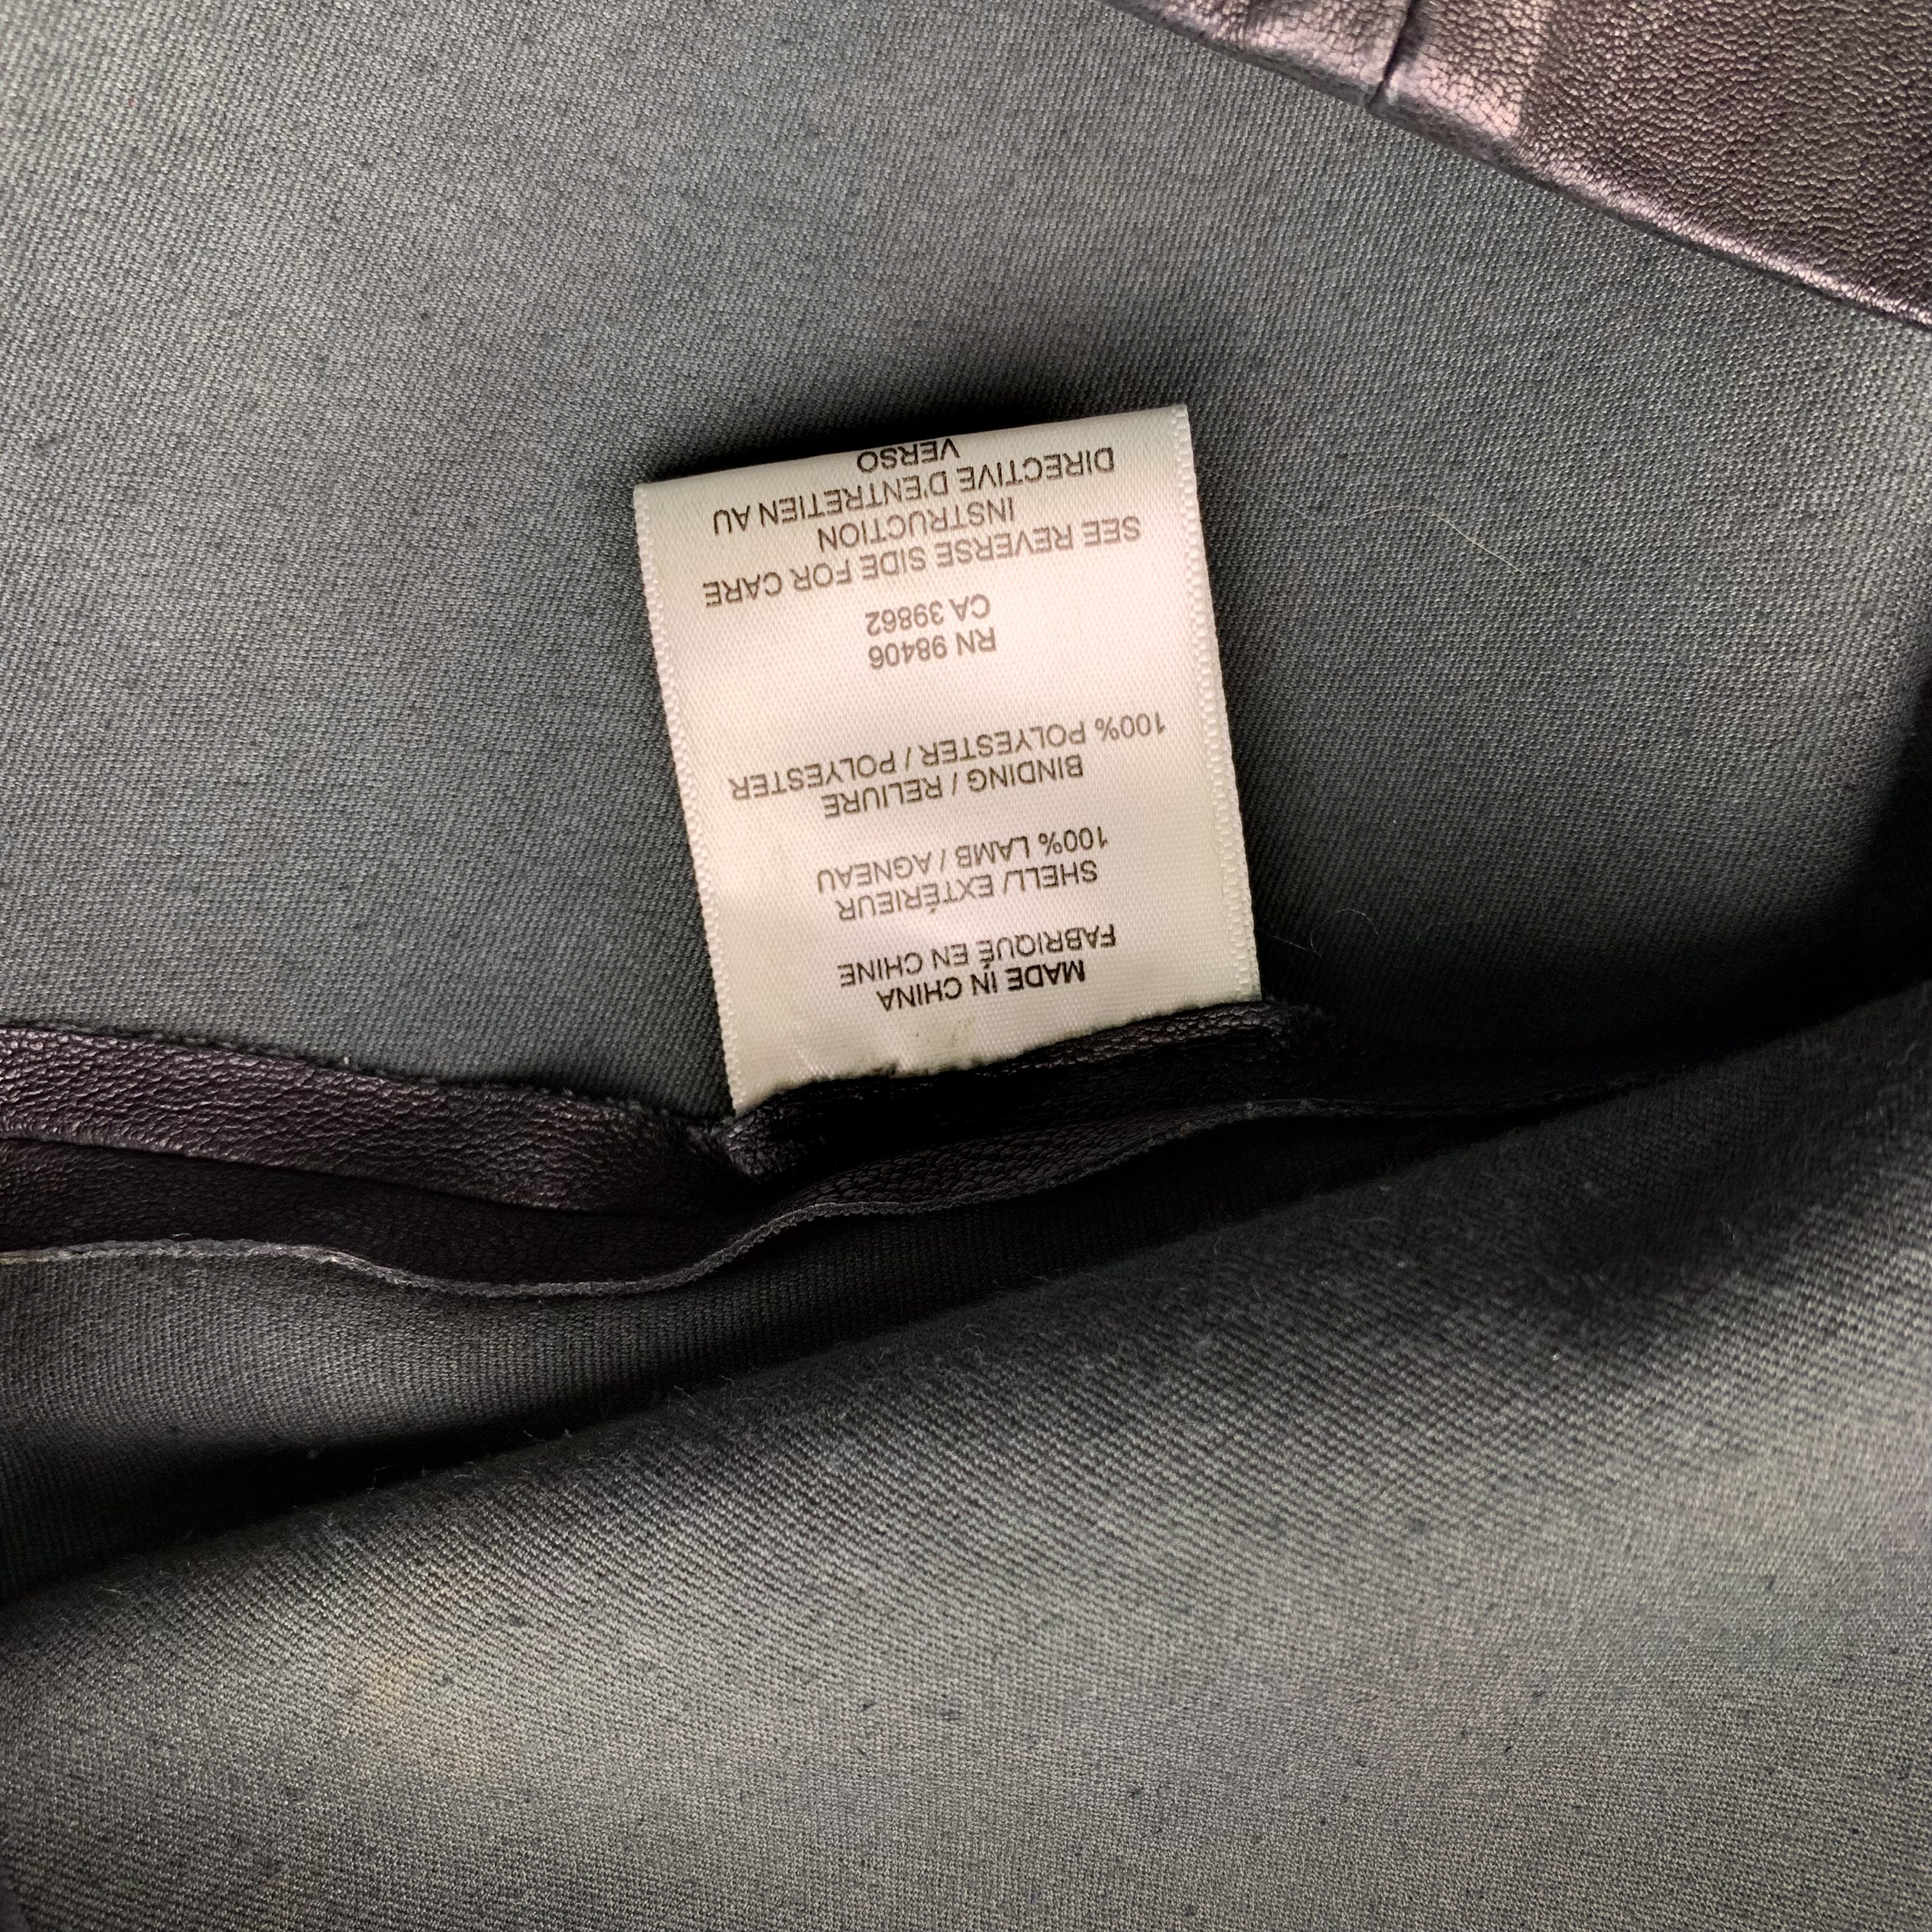 MADE IN CHINA
FABRIQUÉ EN CHINE
SHELL/ EXTÉRIEUR
100% LAMB / AGNEAU
BINDING / RELIURE
100% POLYESTER / POLYESTER
RN 98406
CA 39862
SEE REVERSE SIDE FOR CARE
INSTRUCTION
DIRECTIVE D'ENTRETIEN AU
VERSO